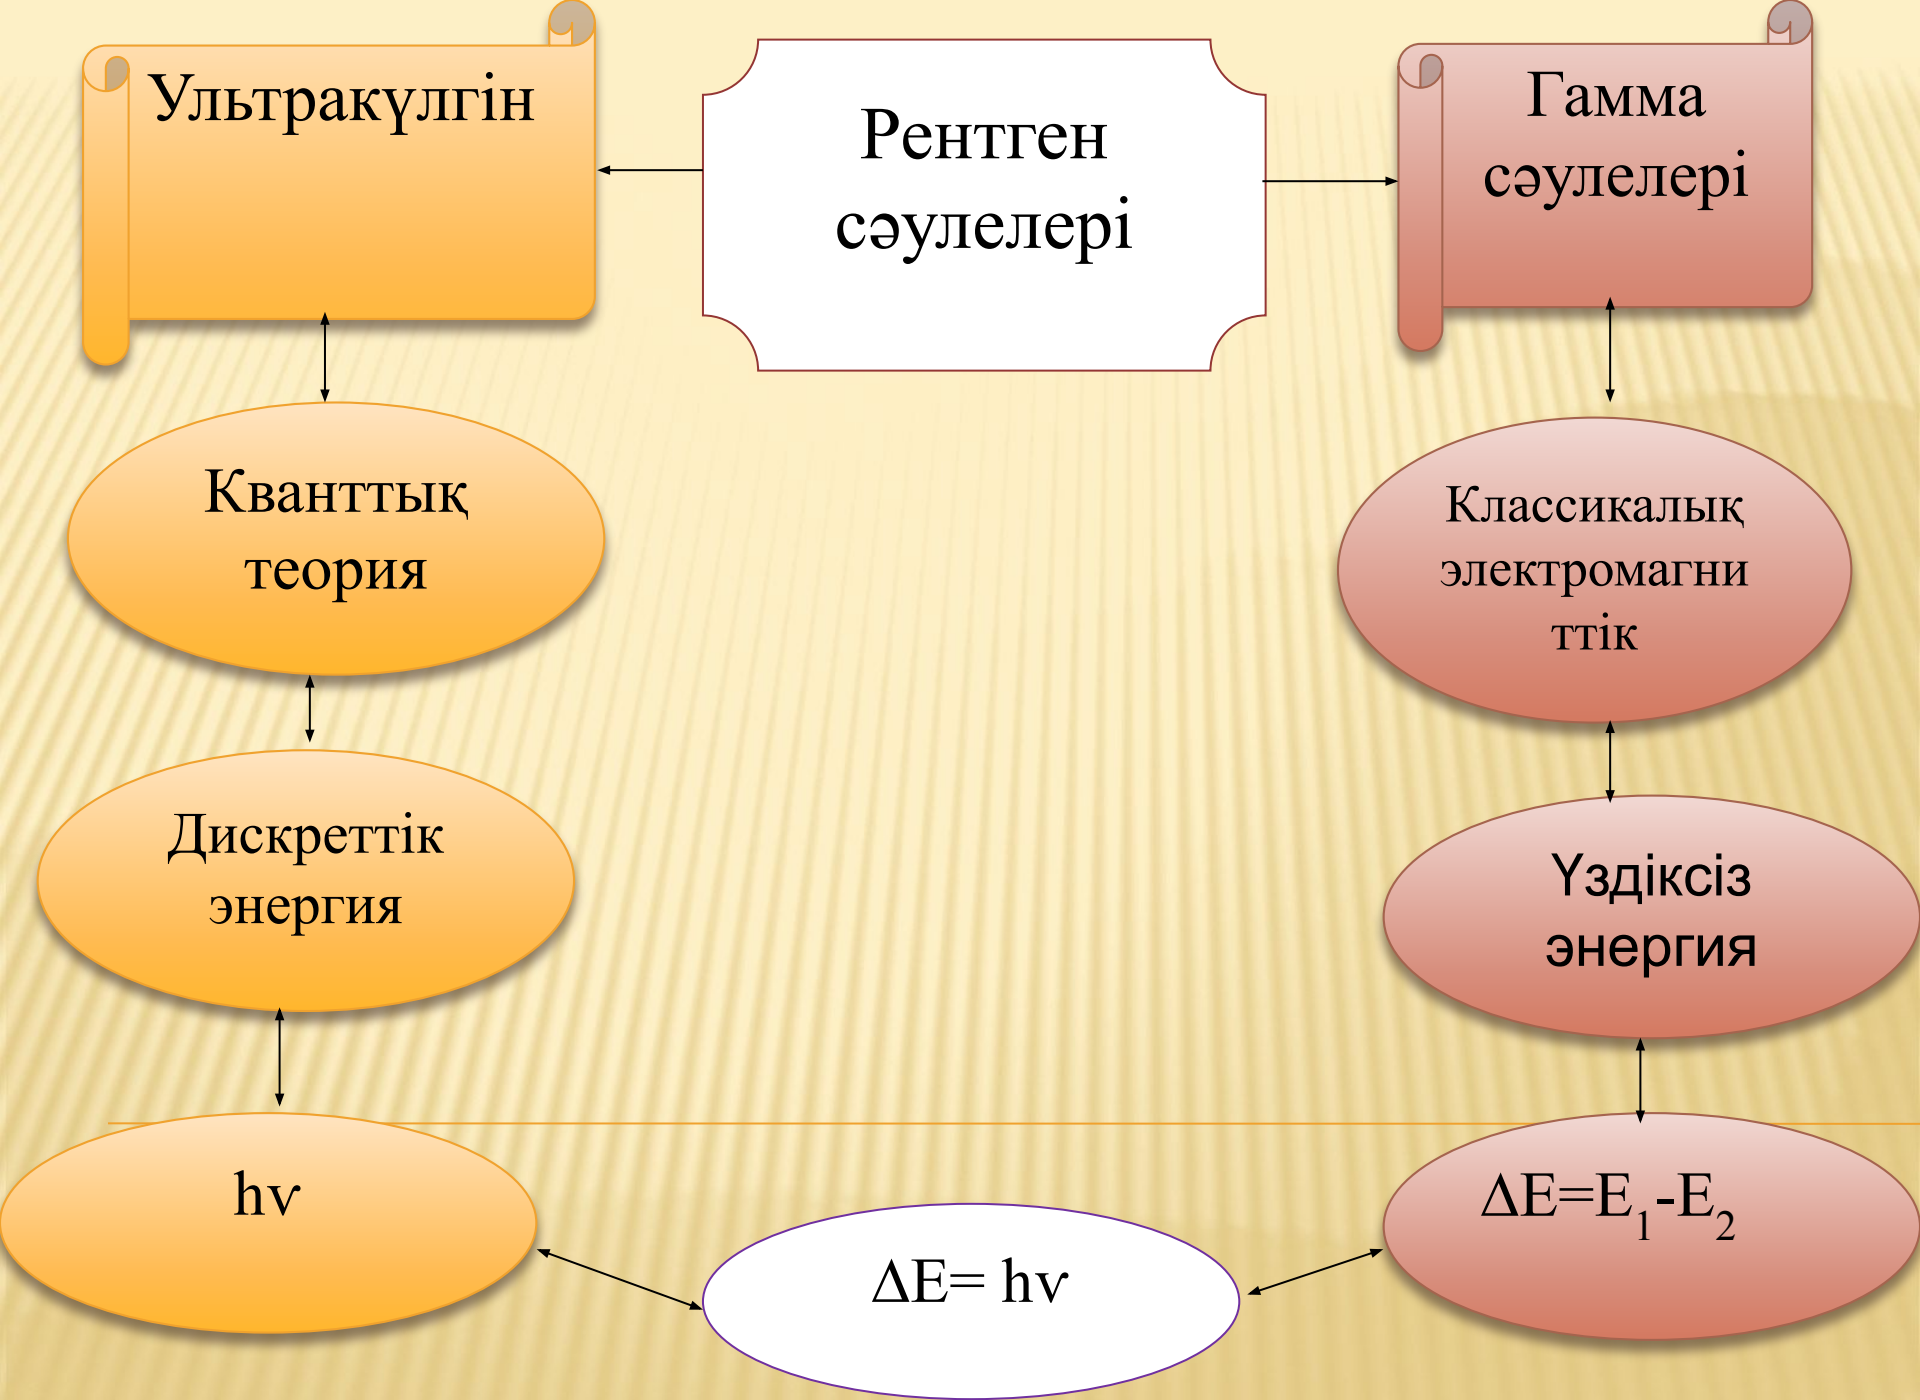 Ультракүлгін
Рентген
сәулелері
Гамма
сәулелері
Кванттық
теория
Классикалық
электромагни
ттік
Дискреттік
энергия
Үздіксіз
энергия
hν
ΔE= hν
ΔE=E₁-E₂